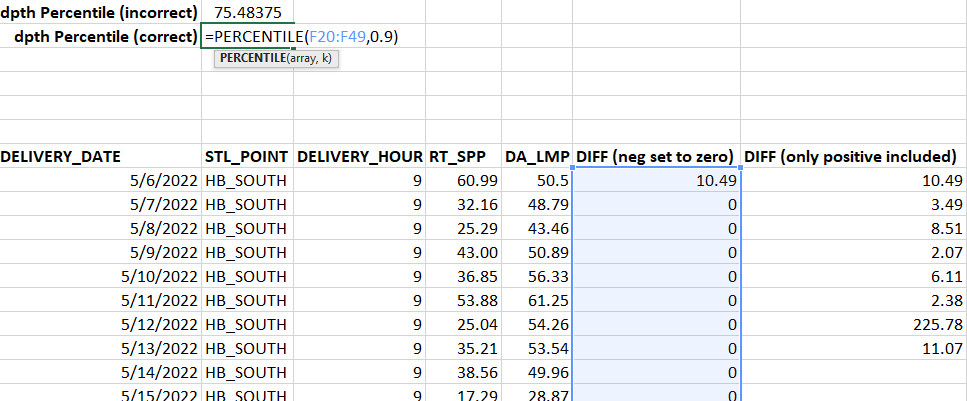 dpth Percentile (incorrect) 75.48375
dpth Percentile (correct) =PERCENTILE(F20:F49,0.9)
PERCENTILE(array, k)
DELIVERY_DATE STL_POINT DELIVERY_HOUR RT_SPP DA_LMP DIFF (neg set to zero) DIFF (only positive included)
5/6/2022 HB_SOUTH 9 60.99 50.5 10.49 10.49
5/7/2022 HB_SOUTH 9 32.16 48.79 0 3.49
5/8/2022 HB_SOUTH 9 25.29 43.46 0 8.51
5/9/2022 HB_SOUTH 9 43.00 50.89 0 2.07
5/10/2022 HB_SOUTH 9 36.85 56.33 0 6.11
5/11/2022 HB_SOUTH 9 53.88 61.25 0 2.38
5/12/2022 HB_SOUTH 9 25.04 54.26 0 225.78
5/13/2022 HB_SOUTH 9 35.21 53.54 0 11.07
5/14/2022 HB_SOUTH 9 38.56 49.96 0
5/15/2022 HB_SOUTH 9 17.29 28.87 0